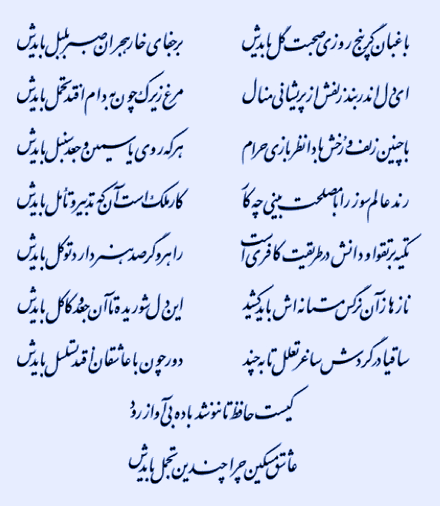 باغبان گر پنج روزی صحبت گل بایدش بر جفای خار هجران صبر بلبل بایدش
ای دل اندر بند زلفش از پریشانی منال مرغ زیرک چون به دام افتد تحمل بایدش
با چنین زلف و رخش بادا نظربازی حرام هر که روی یاسمین و جعد سنبل بایدش
رند عالم سوز را با مصلحت بینی چه کار کار ملک است آن که تدبیر و تأمل بایدش
تکیه بر تقوا و دانش در طریقت کافری است راهرو گر صد هنر دارد توکل بایدش
نازها زآن نرگس مستانه اش باید کشید این دل شوریده تا آن جعد و کاکل بایدش
ساقیا در گردش ساغر تعلل تا به چند دور چون با عاشقان افتد تسلسل بایدش
کیست حافظ تا ننوشد باده بی آواز رود
عاشق مسکین چرا چندین تجمل بایدش